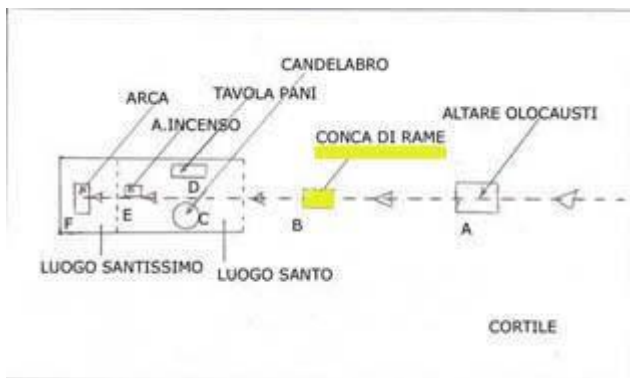 CANDELABRO
ARCA
TAVOLA PANI
A.INCENSO
ALTARE OLOCAUSTI
CONCA DI RAME
D
F
E
C
B
A
LUOGO SANTISSIMO
LUOGO SANTO
CORTILE